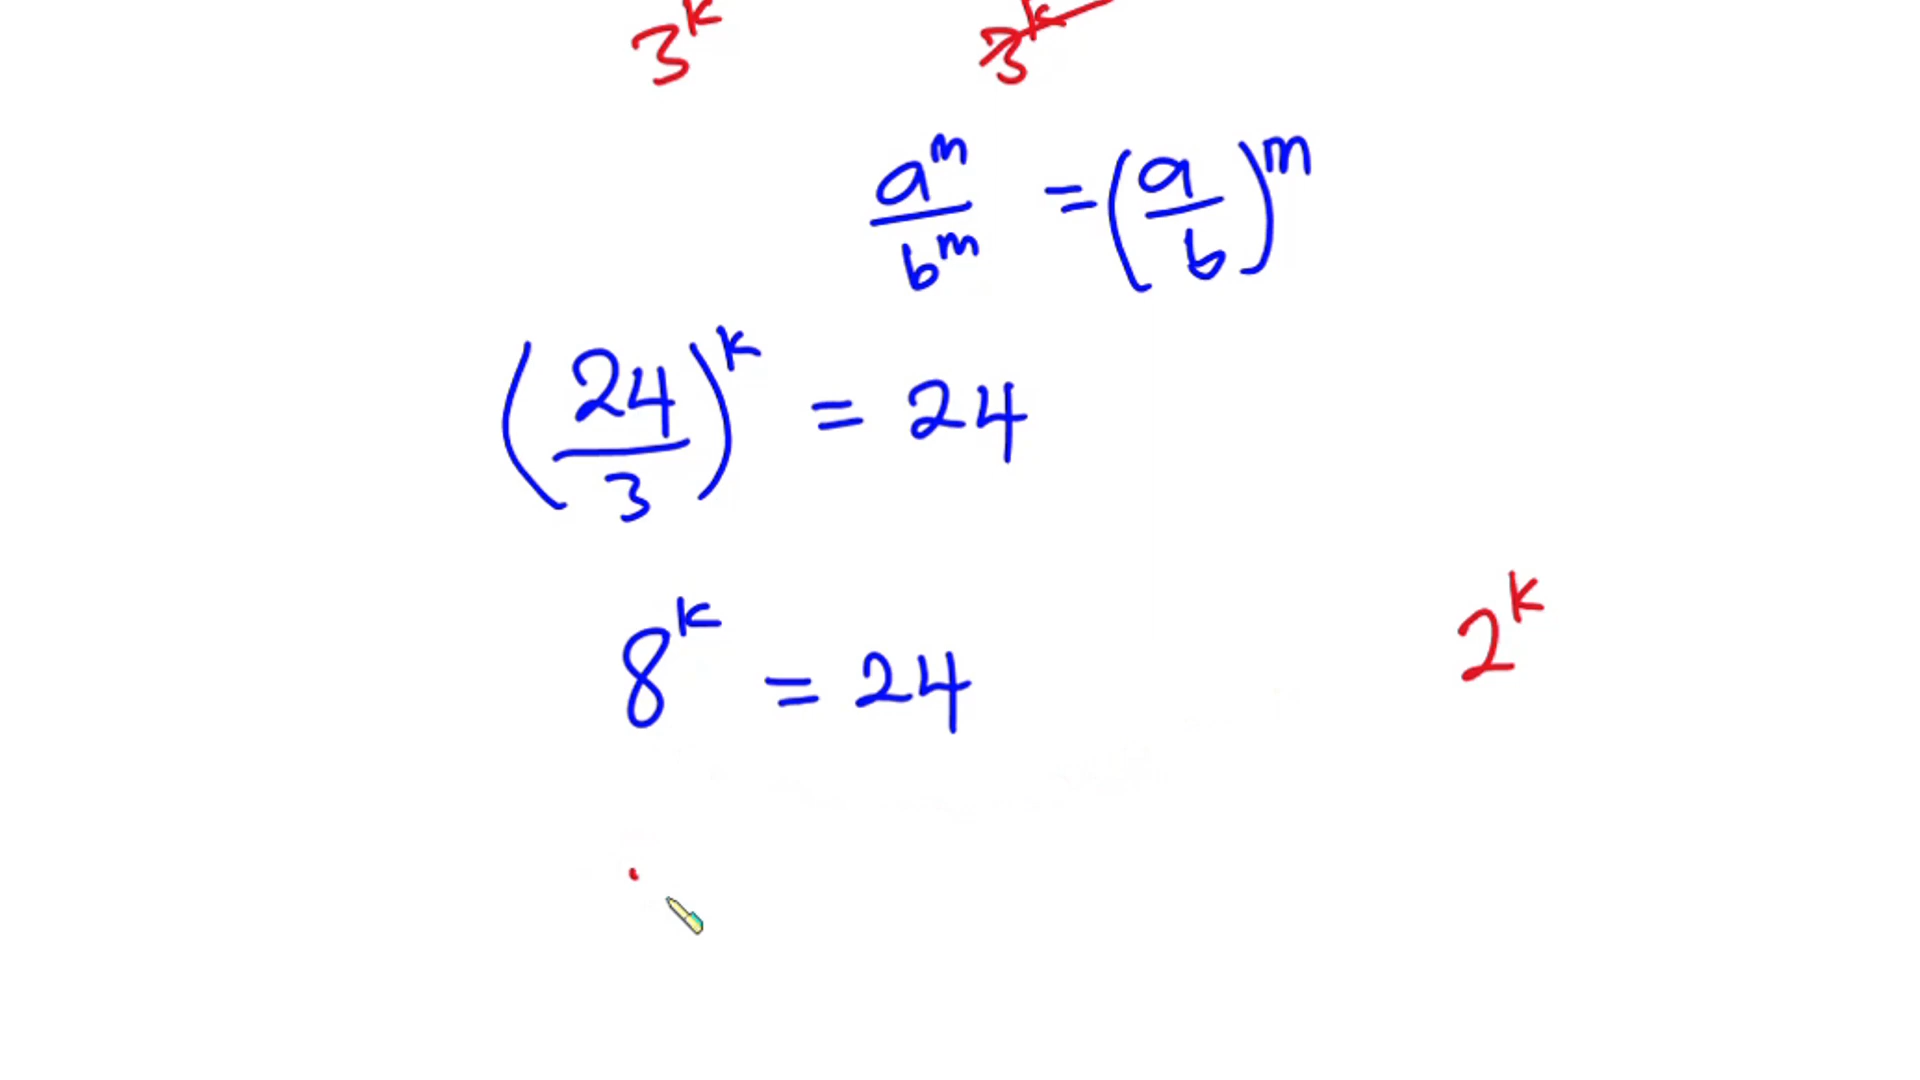 3^k 3^k
a^m/b^m = (a/b)^m
(24/3)^k = 24
8^k = 24 2^k